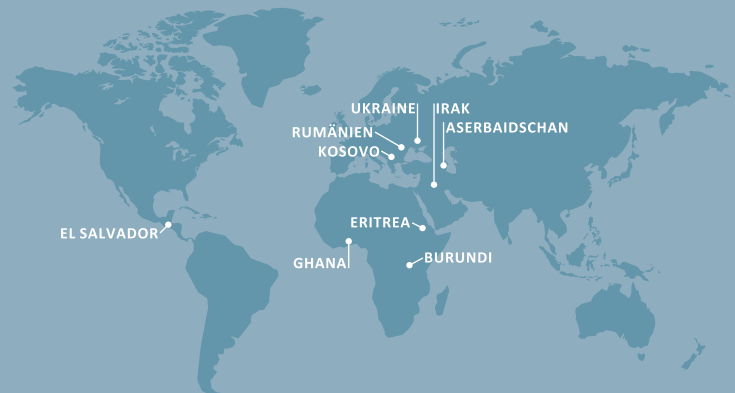 UKRAINE
IRAK
ASERBAIDSCHAN
RUMÄNIEN
KOSOVO
EL SALVADOR
ERITREA
GHANA
BURUNDI